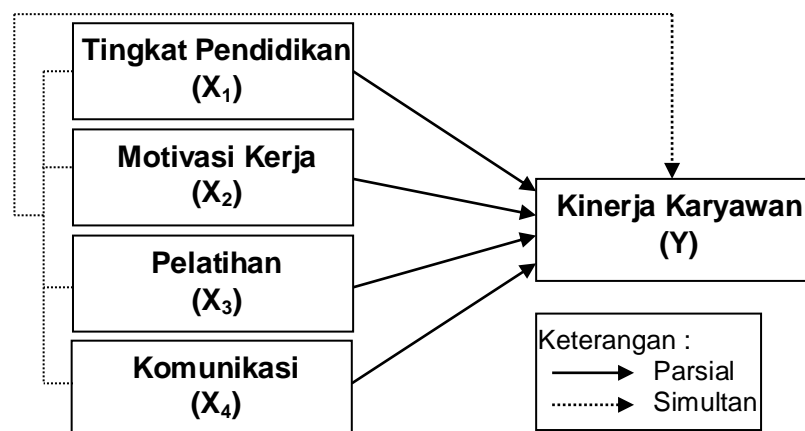 Tingkat Pendidikan
(X₁)
Motivasi Kerja
(X₂)
Pelatihan
(X₃)
Komunikasi
(X₄)
Kinerja Karyawan
(Y)
Keterangan :
Parsial
Simultan